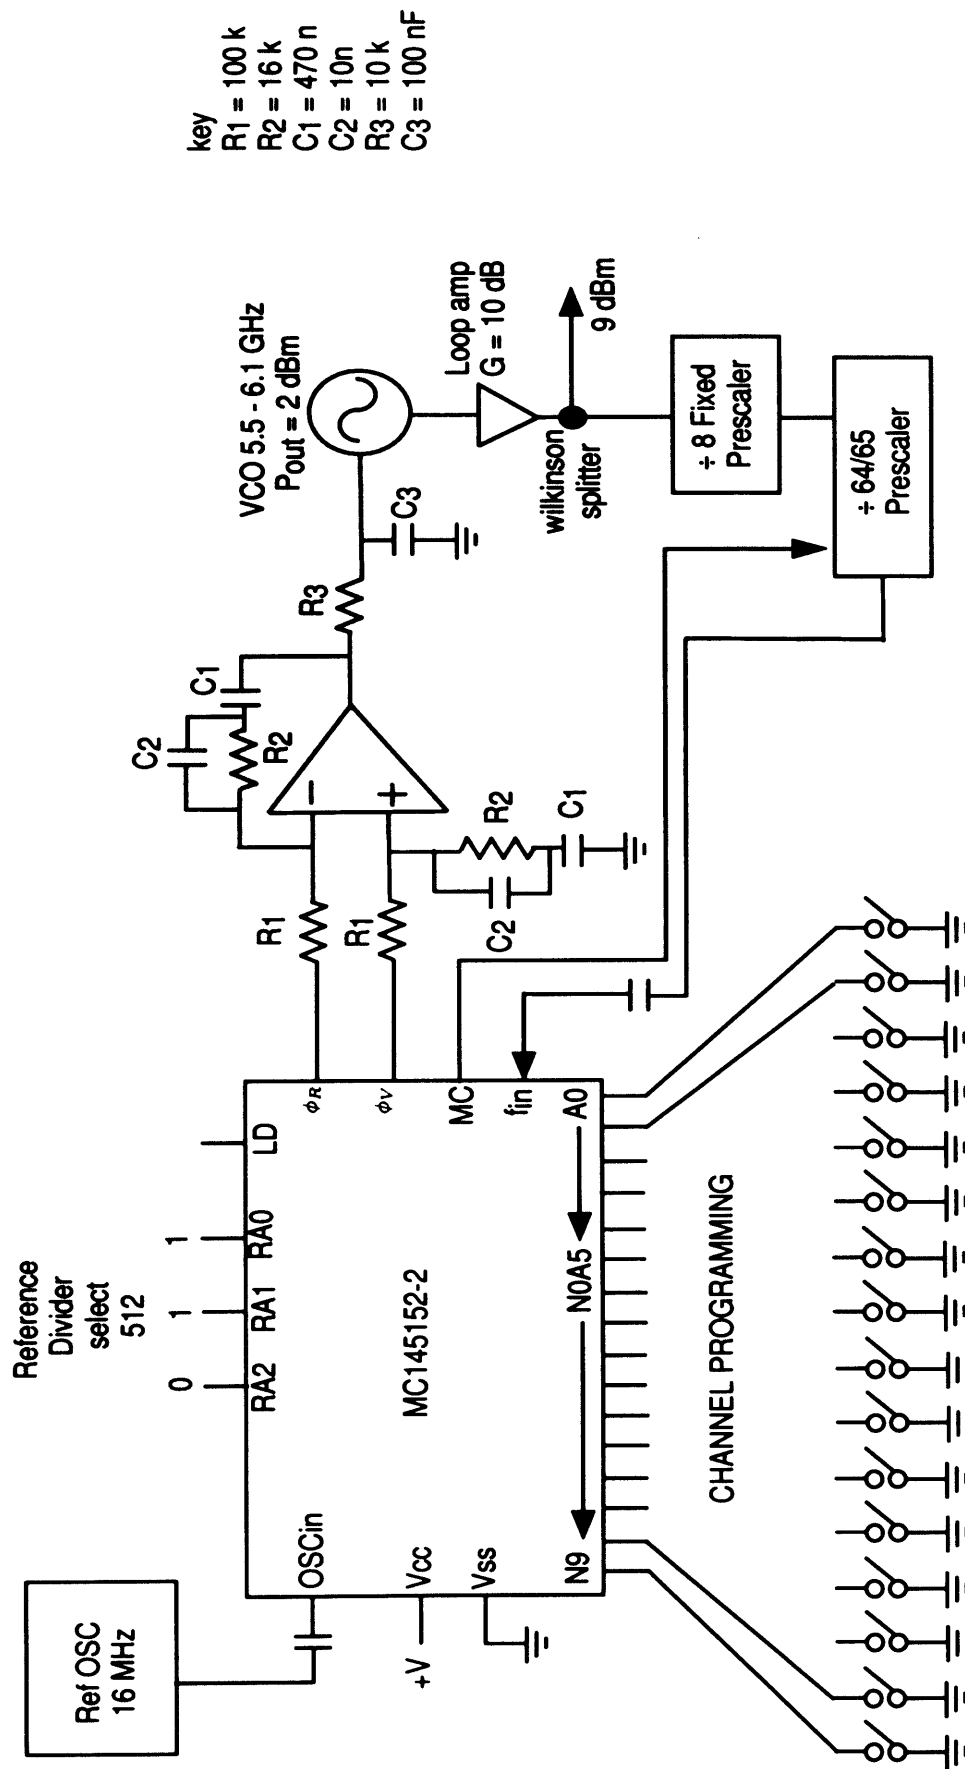 key
R1 = 100 k
R2 = 16 k
C1 = 470 n
C2 = 10n
R3 = 10 k
C3 = 100 nF
VCO 5.5 - 6.1 GHz
Pout = 2 dBm
Loop amp
G = 10 dB
9 dBm
wilkinson
splitter
÷ 8 Fixed
Prescaler
÷ 64/65
Prescaler
C3
R3
C1
C2
R2
−
+
R2
C1
C2
R1
R1
Reference
Divider
select
512
0
1
1
RA2
RA1
RA0
LD
ϕR
ϕV
MC
fin
A0
N0A5
N9
OSCin
Vcc
Vss
+V
MC145152-2
Ref OSC
16 MHz
CHANNEL PROGRAMMING